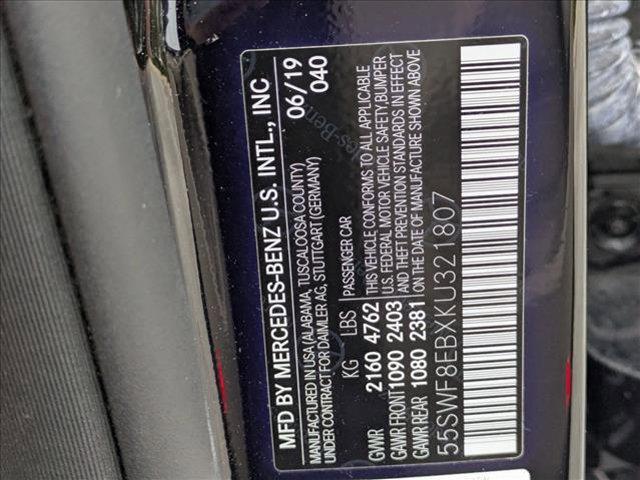 MFD BY MERCEDES-BENZ U.S. INTL., INC
06/19
040
MANUFACTURED IN USA (ALABAMA, TUSCALOOSA COUNTY)
UNDER CONTRACT FOR DAIMLER AG, STUTTGART (GERMANY)
PASSENGER CAR
KG LBS
GVWR 2160 4762
GAWR FRONT 1090 2403
GAWR REAR 1080 2381
THIS VEHICLE CONFORMS TO ALL APPLICABLE
U.S. FEDERAL MOTOR VEHICLE SAFETY, BUMPER
AND THEFT PREVENTION STANDARDS IN EFFECT
ON THE DATE OF MANUFACTURE SHOWN ABOVE
55SWF8EBXKU321807